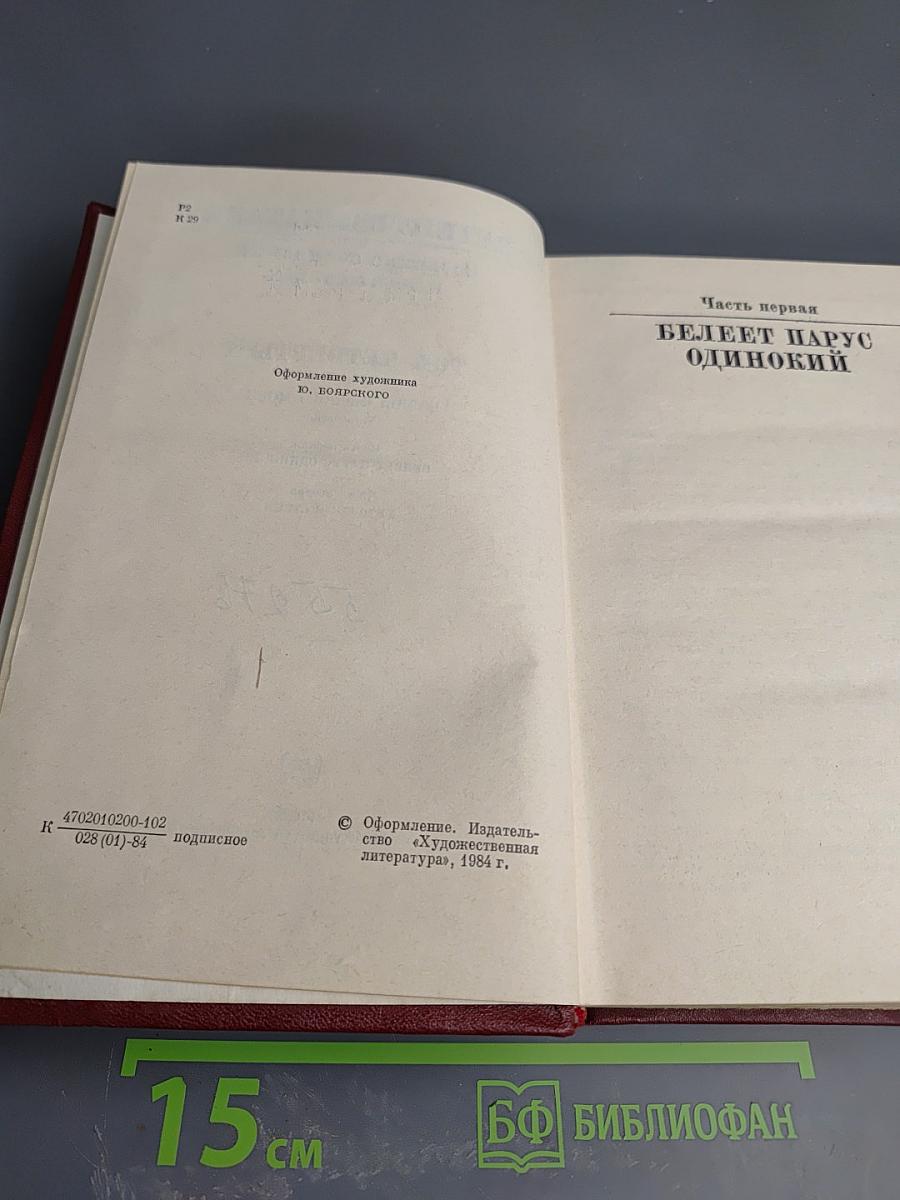 Р2
К 29
Оформление художника
Ю. БОЯРСКОГО
К 4702010200-102
028(01)-84 подписное
© Оформление. Издатель-
ство «Художественная
литература», 1984 г.
Часть первая
БЕЛЕЕТ ПАРУС
ОДИНОКИЙ
15 см
БФ БИБЛИОФАН